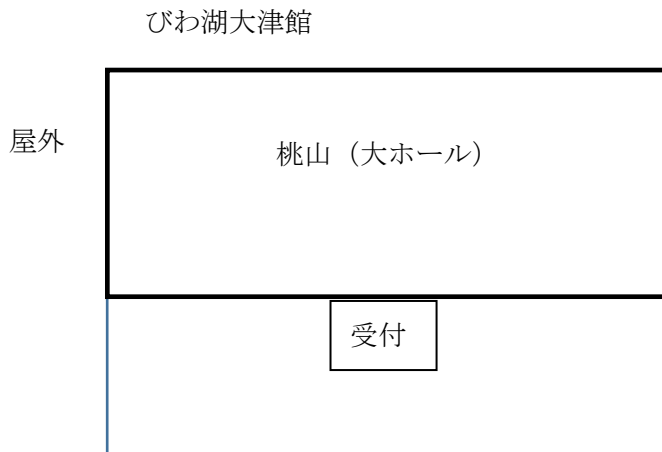 びわ湖大津館
屋外
桃山（大ホール）
受付